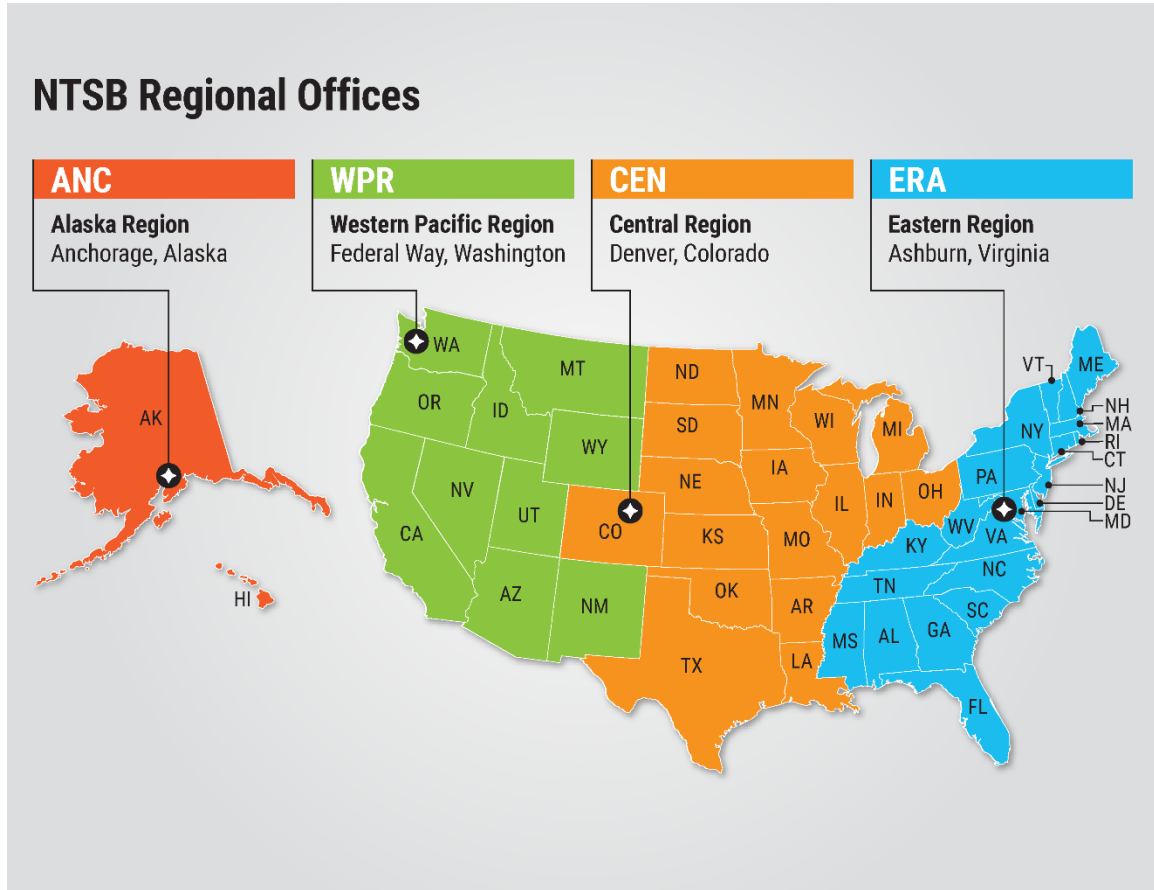 NTSB Regional Offices
ANC
Alaska Region
Anchorage, Alaska
WPR
Western Pacific Region
Federal Way, Washington
CEN
Central Region
Denver, Colorado
ERA
Eastern Region
Ashburn, Virginia
AK
HI
WA
OR
ID
MT
WY
NV
CA
UT
AZ
NM
ND
SD
NE
CO
KS
OK
TX
MN
IA
MO
AR
LA
WI
IL
MI
IN
OH
VT
ME
NH
MA
RI
CT
NJ
DE
MD
NY
PA
WV
VA
KY
TN
NC
SC
MS
AL
GA
FL